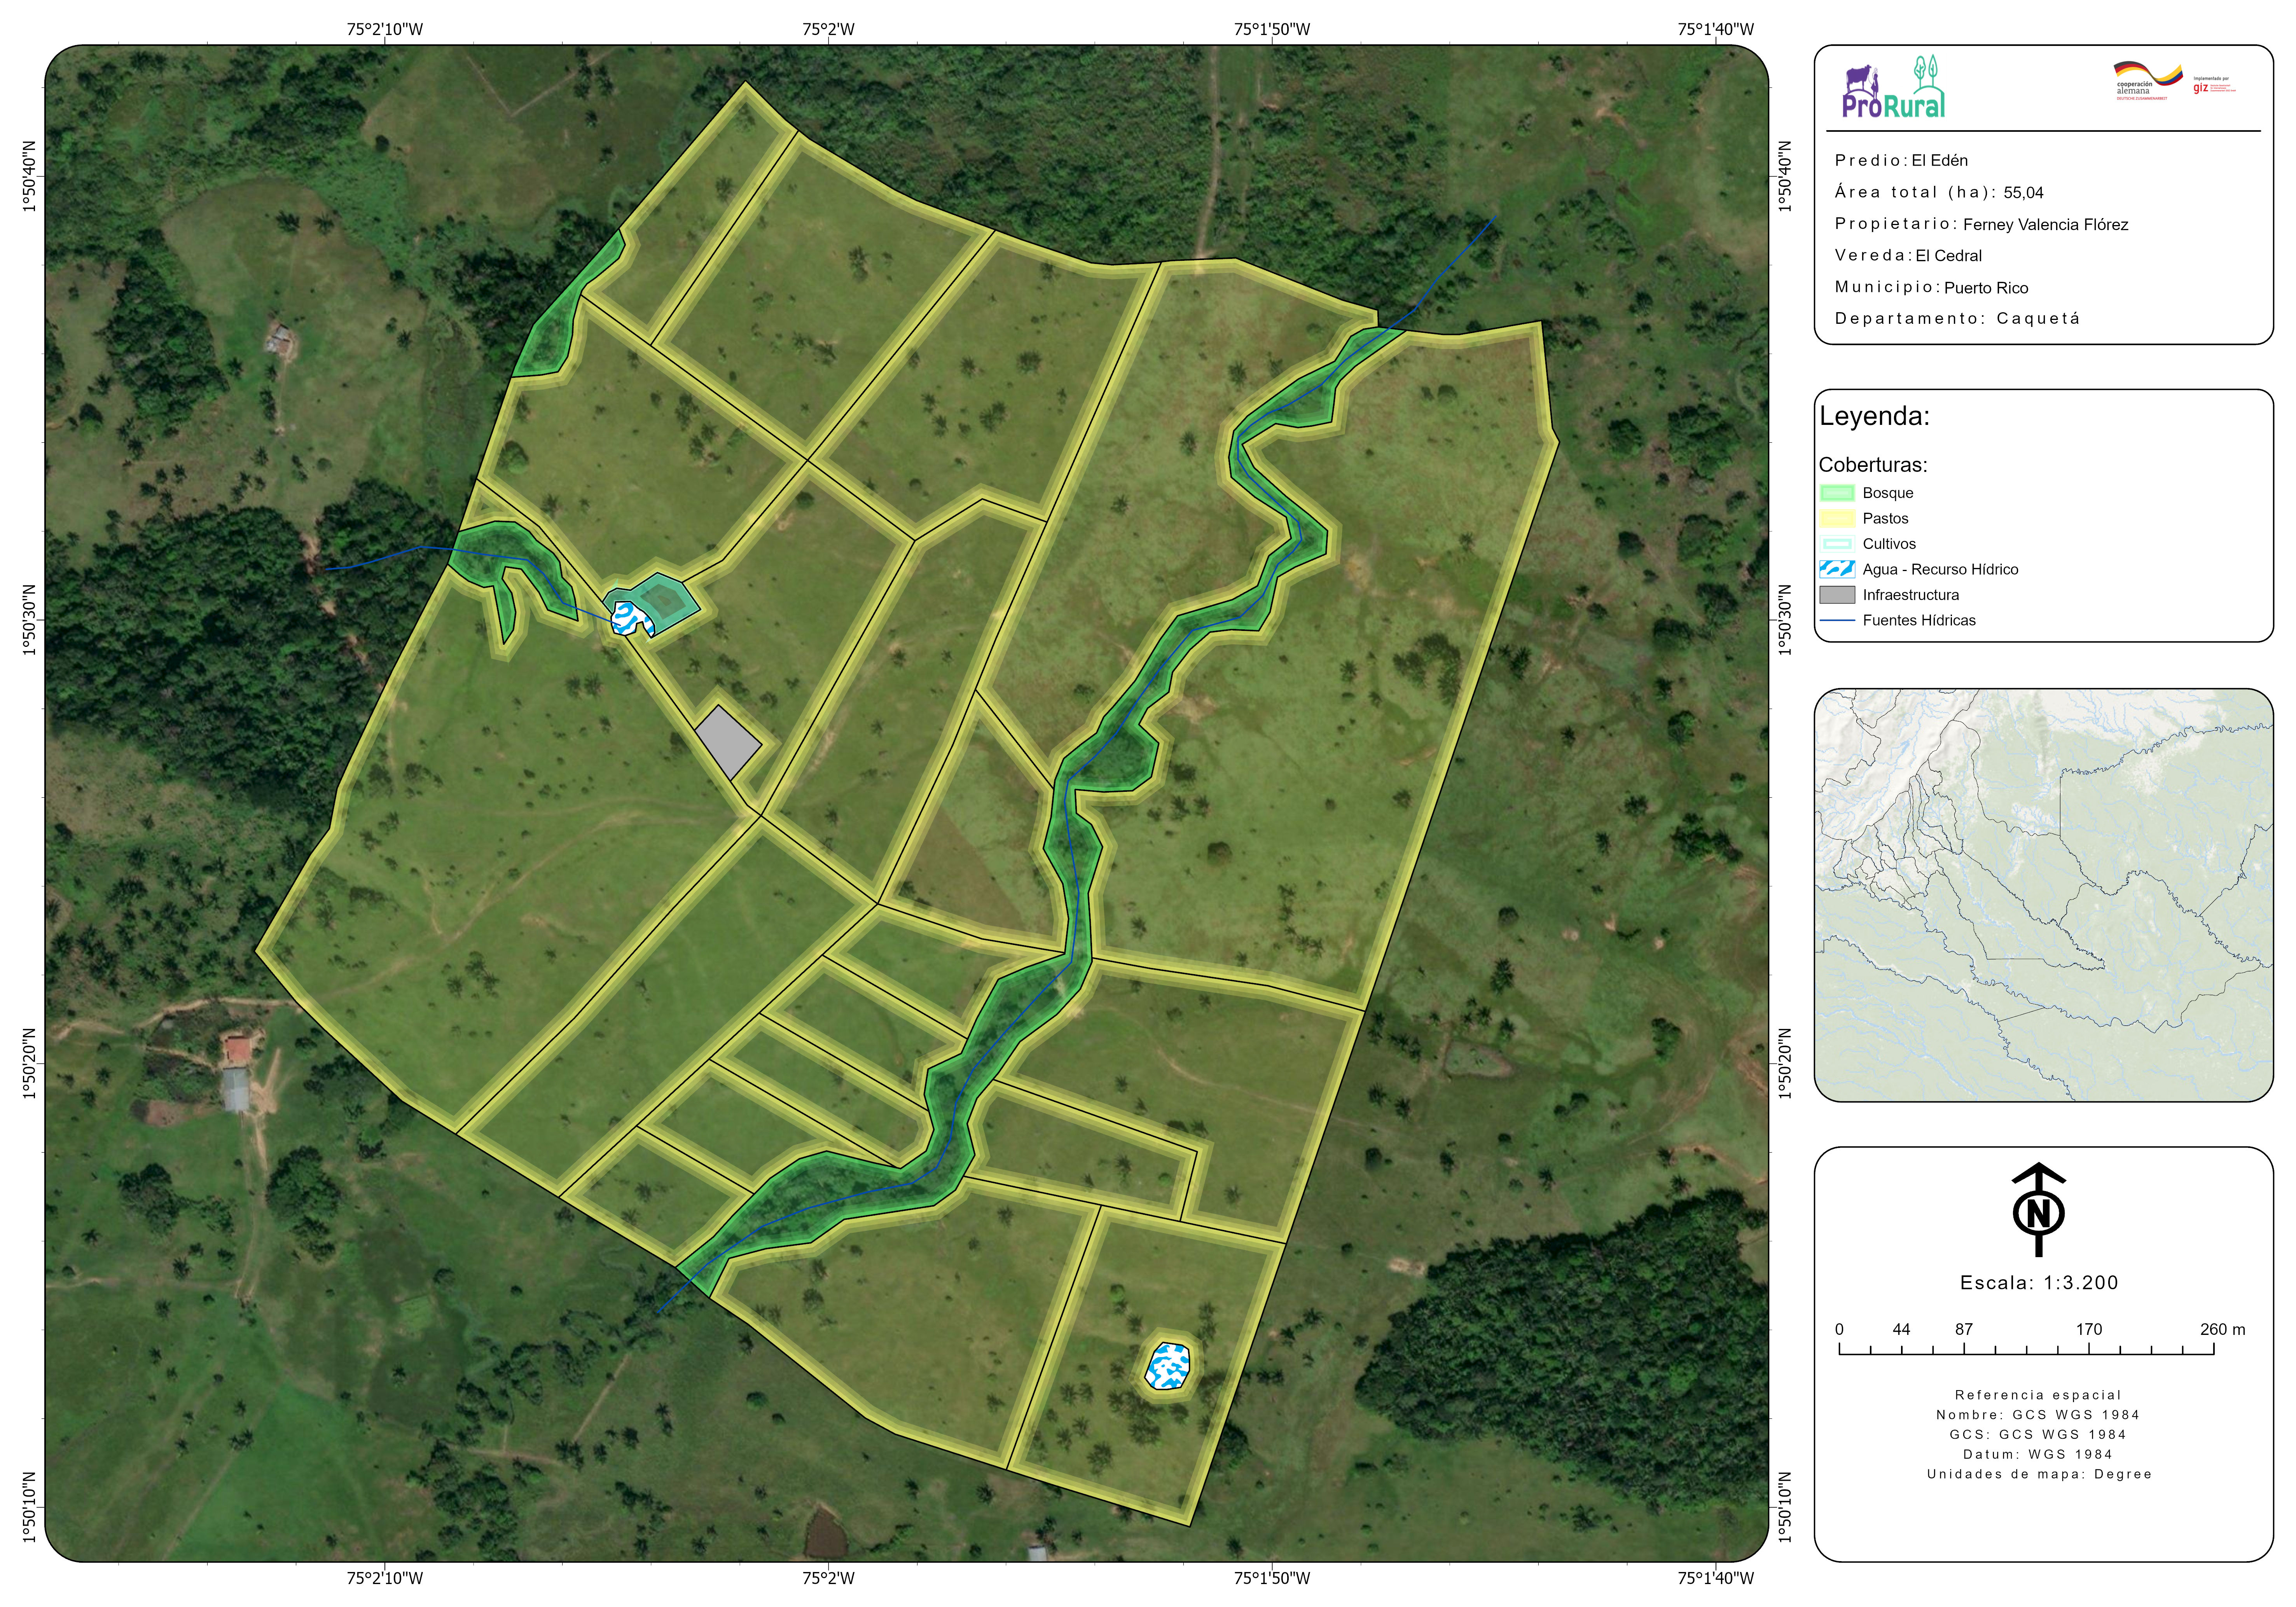 75°2'10"W 75°2'W 75°1'50"W 75°1'40"W
1°50'40"N 1°50'40"N
1°50'30"N 1°50'30"N
1°50'20"N 1°50'20"N
1°50'10"N 1°50'10"N
75°2'10"W 75°2'W 75°1'50"W 75°1'40"W
ProRural
cooperación
alemana
DEUTSCHE ZUSAMMENARBEIT
Implementada por
giz
Predio: El Edén
Área total (ha): 55,04
Propietario: Ferney Valencia Flórez
Vereda: El Cedral
Municipio: Puerto Rico
Departamento: Caquetá
Leyenda:
Coberturas:
Bosque
Pastos
Cultivos
Agua - Recurso Hídrico
Infraestructura
Fuentes Hídricas
N
Escala: 1:3.200
0 44 87 170 260 m
Referencia espacial
Nombre: GCS WGS 1984
GCS: GCS WGS 1984
Datum: WGS 1984
Unidades de mapa: Degree